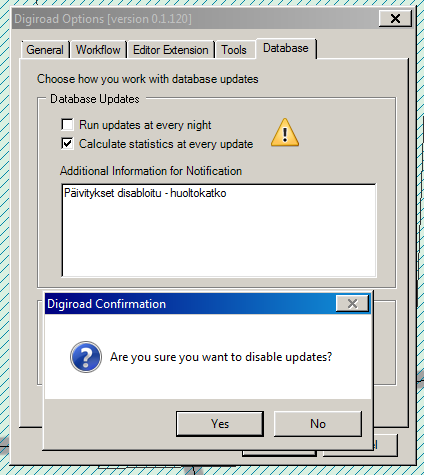 Digiroad Options [version 0.1.120]
General Workflow Editor Extension Tools Database
Choose how you work with database updates
Database Updates
Run updates at every night
Calculate statistics at every update
Additional Information for Notification
Päivitykset disabloitu - huoltokatko
Digiroad Confirmation
Are you sure you want to disable updates?
Yes No